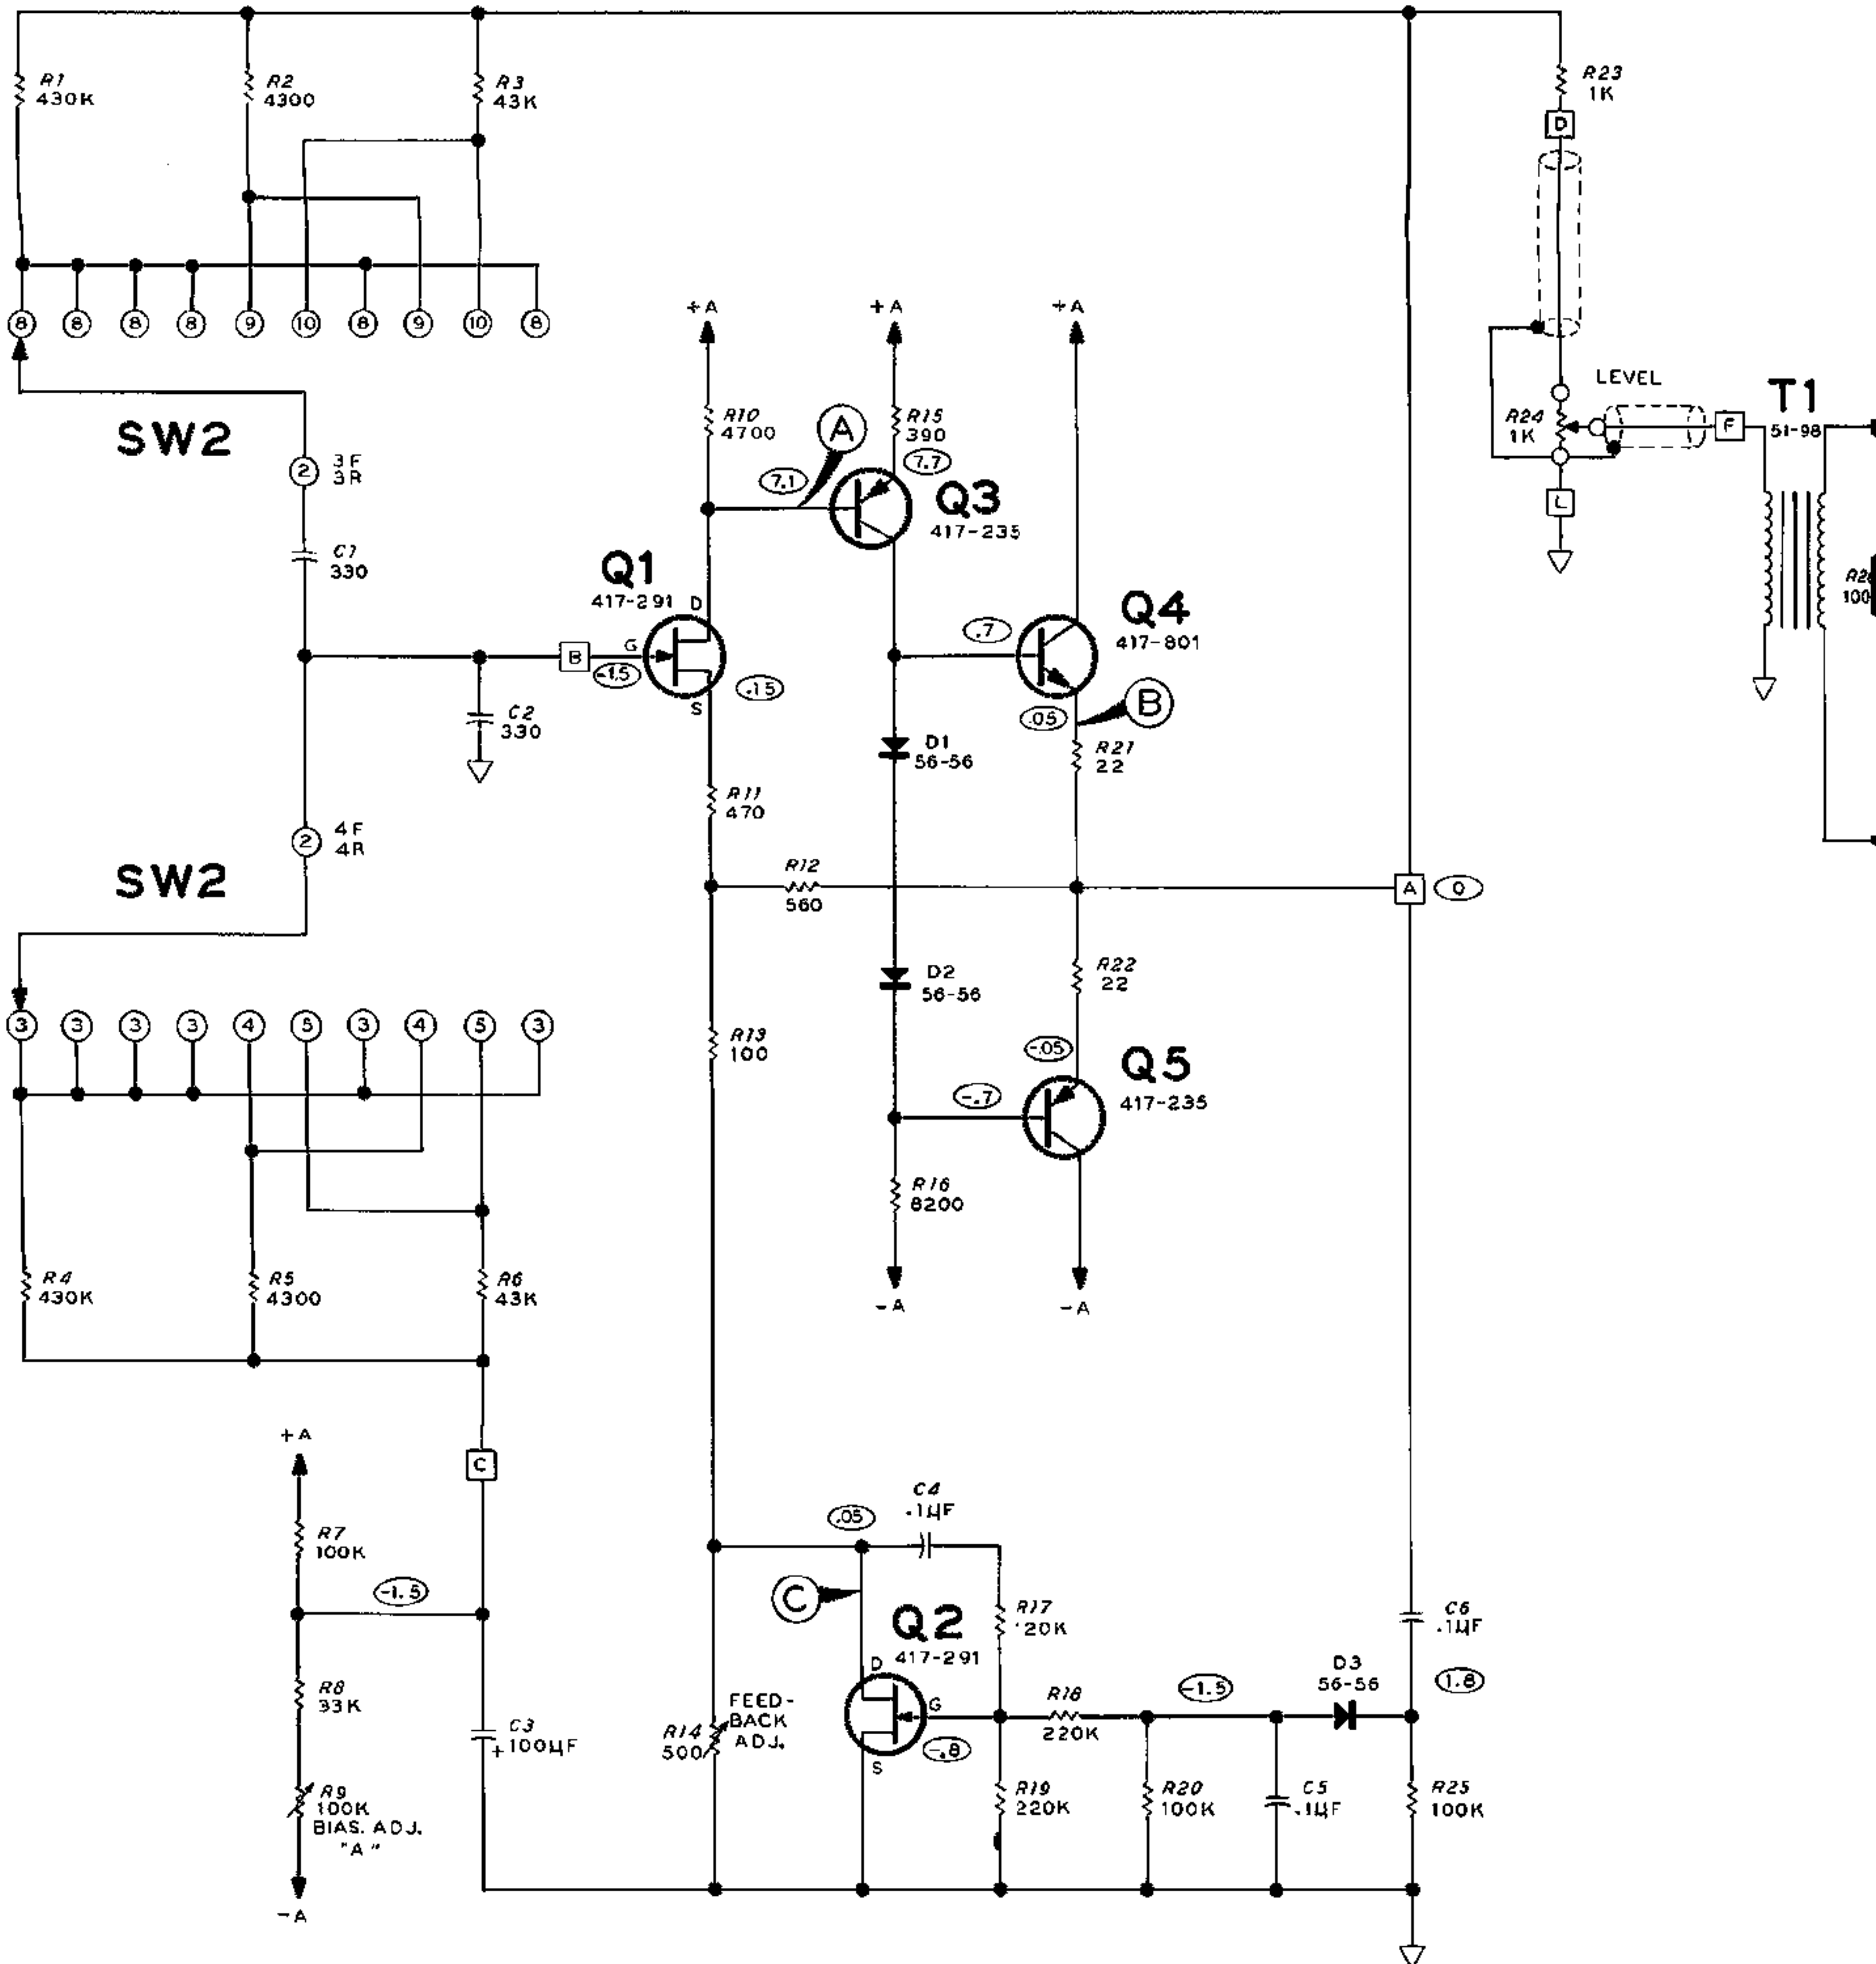 R1
430K
R2
4300
R3
43K
R23
1K
D
8
8
8
8
9
10
8
9
10
8
+A
+A
+A
LEVEL
T1
51-98
SW2
2
3F
3R
R10
4700
A
R15
390
7.1
7.7
Q3
417-235
R24
1K
F
L
C1
330
Q1
417-291
D
G
S
B
-1.5
.15
.7
Q4
417-801
.05
B
C2
330
D1
56-56
R21
22
R11
470
2
4F
4R
SW2
R12
560
A
0
D2
56-56
R22
22
3
3
3
3
4
5
3
4
5
3
R13
100
-.05
Q5
417-235
-.7
R16
8200
R4
430K
R5
4300
R6
43K
-A
-A
+A
C
R7
100K
-1.5
.05
C4
.1µF
C
Q2
417-291
R17
D
G
S
C6
.1µF
R8
33K
FEED-
BACK
ADJ.
R14
500
R18
220K
-1.5
D3
56-56
1.8
C3
+100µF
-.8
R9
100K
BIAS. ADJ.
"A"
R19
220K
R20
100K
C5
.1µF
R25
100K
-A